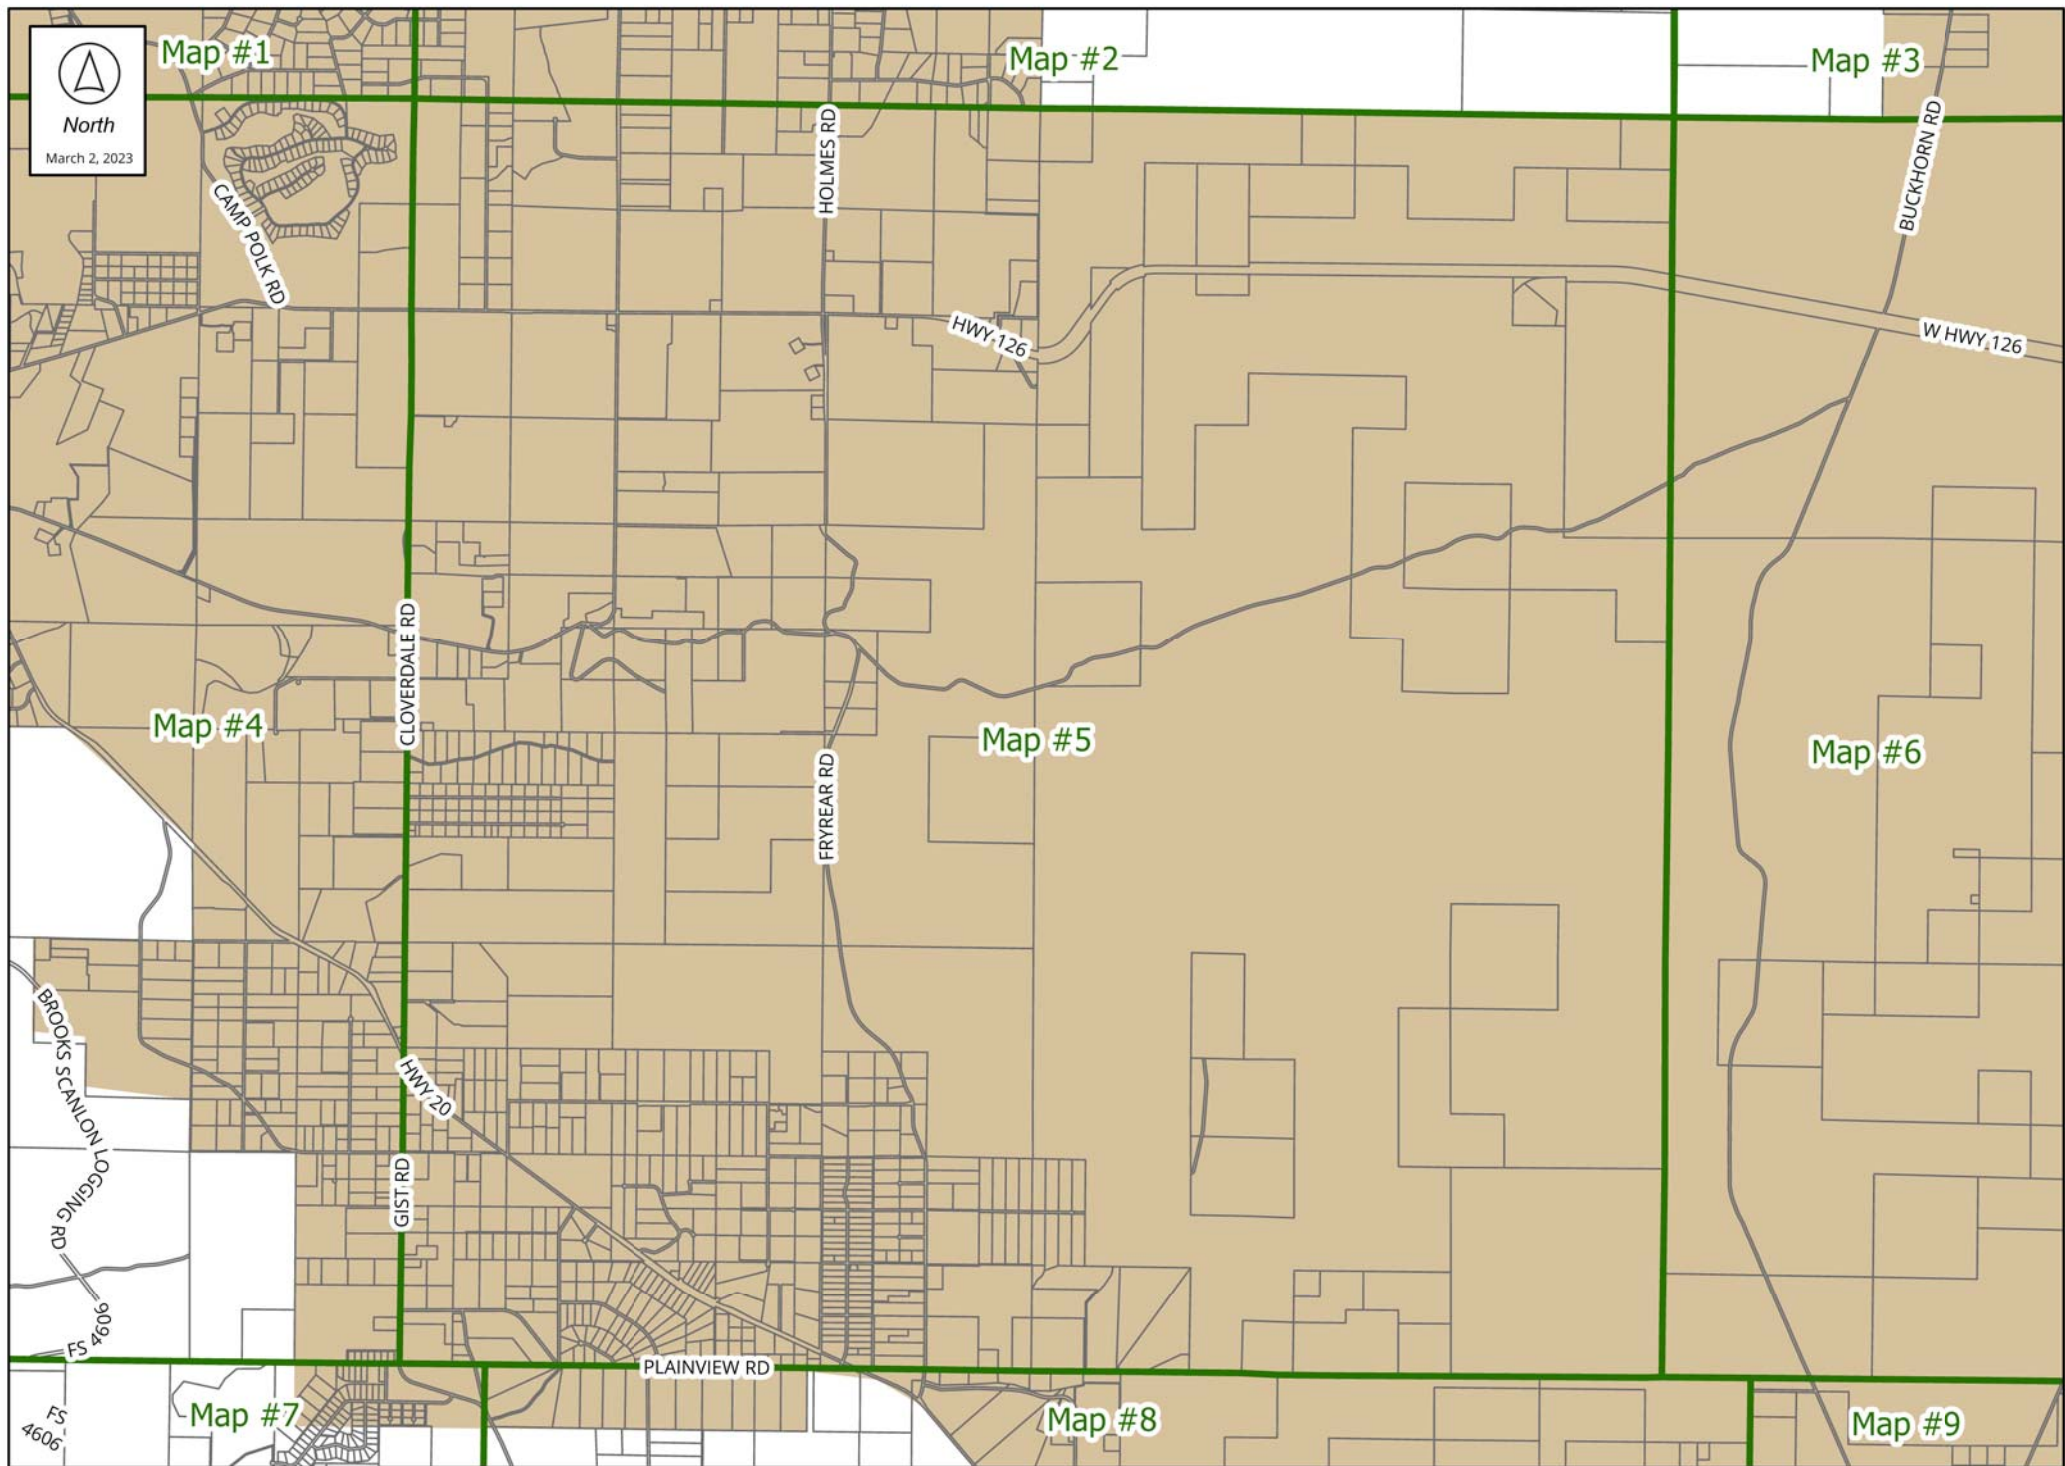 Map #1
Map #2
Map #3
North
March 2, 2023
HOLMES RD
BUCKHORN RD
CAMP POLK RD
HWY 126
W HWY 126
CLOVERDALE RD
Map #4
Map #5
Map #6
FRYREAR RD
BROOKS SCANLON LOGGING RD
HWY 20
GIST RD
FS 4606
PLAINVIEW RD
FS
4606
Map #7
Map #8
Map #9